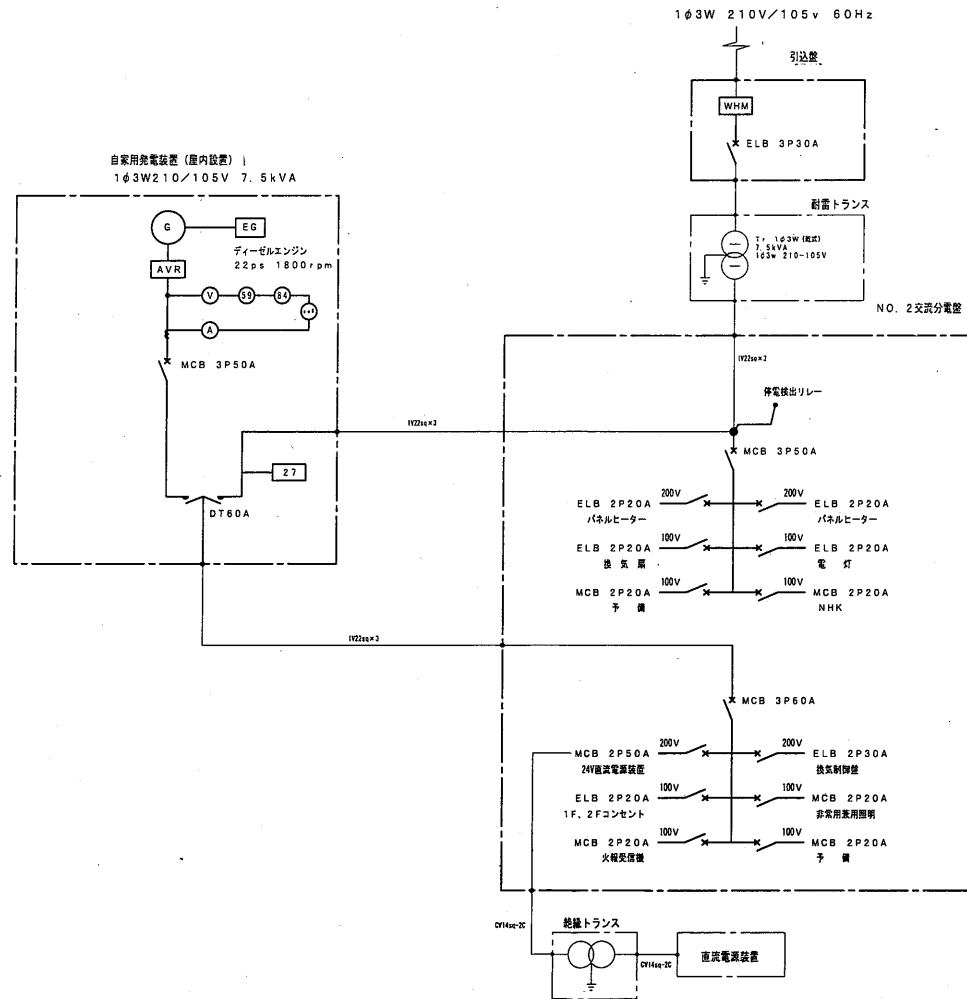 1φ3W 210V/105v 60Hz
引込盤
WHM
ELB 3P30A
耐雷トランス
Tr 1φ3W (乾式)
7.5kVA
1φ3w 210-105V
自家用発電装置 (屋内設置)
1φ3W210/105V 7.5kVA
G
EG
ディーゼルエンジン
22ps 1800rpm
AVR
V
59
84
A
MCB 3P50A
27
DT60A
IV22sq×3
NO.2交流分電盤
停電検出リレー
MCB 3P50A
ELB 2P20A 200V
パネルヒーター
200V ELB 2P20A
パネルヒーター
ELB 2P20A 100V
換気扇
100V ELB 2P20A
電灯
MCB 2P20A 100V
予備
100V MCB 2P20A
NHK
IV22sq×3
MCB 3P60A
MCB 2P50A 200V
24V直流電源装置
200V ELB 2P30A
換気制御盤
ELB 2P20A 100V
1F、2Fコンセント
100V MCB 2P20A
非常用兼用照明
MCB 2P20A 100V
火報受信機
100V MCB 2P20A
予備
CV14sq-2C
絶縁トランス
CV14sq-2C
直流電源装置